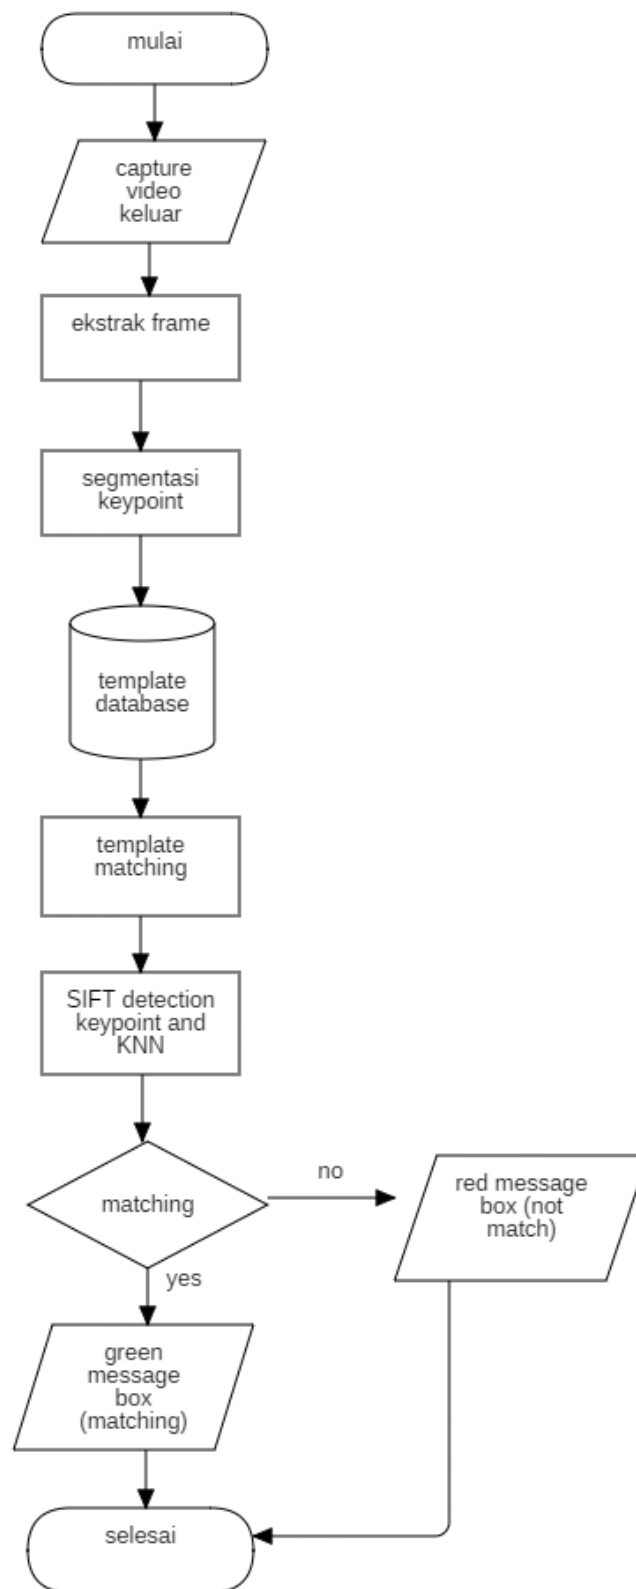 mulai
capture
video
keluar
ekstrak frame
segmentasi
keypoint
template
database
template
matching
SIFT detection
keypoint and
KNN
matching
no
red message
box (not
match)
yes
green
message
box
(matching)
selesai